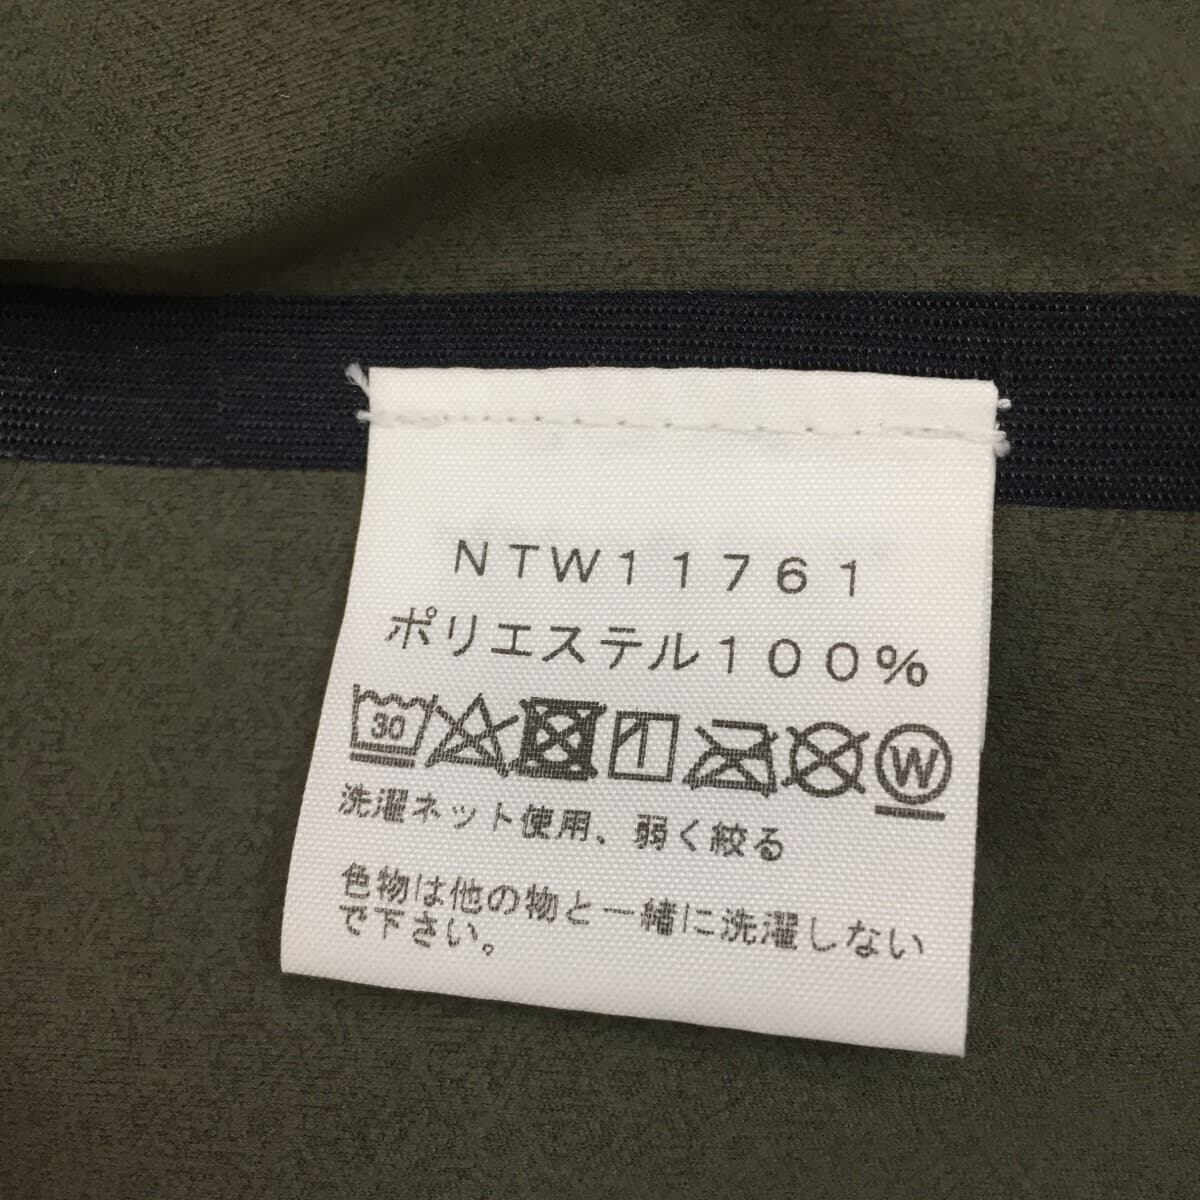 NTW11761
ポリエステル100%
30 W
洗濯ネット使用、弱く絞る
色物は他の物と一緒に洗濯しない
で下さい。